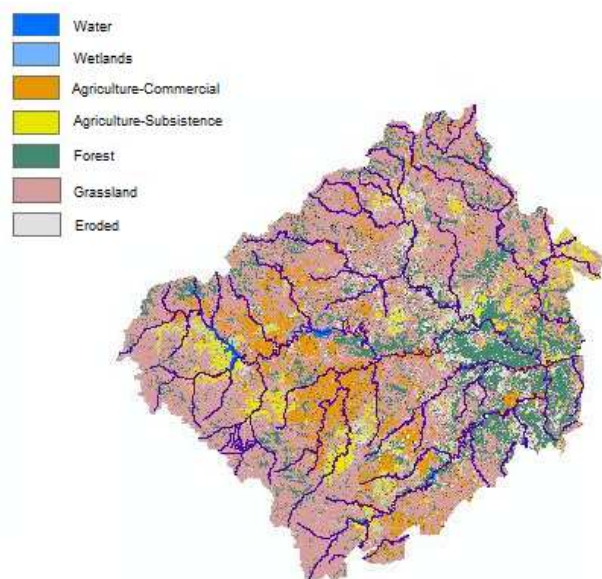 Water
Wetlands
Agriculture-Commercial
Agriculture-Subsistence
Forest
Grassland
Eroded